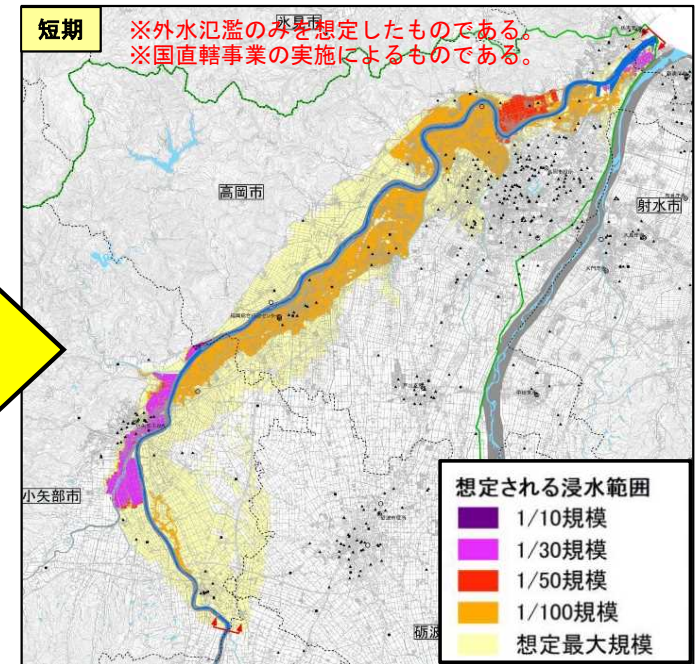 短期
※外水氾濫のみを想定したものである。
※国直轄事業の実施によるものである。
氷見市
高岡市
射水市
小矢部市
砺波
想定される浸水範囲
1/10規模
1/30規模
1/50規模
1/100規模
想定最大規模